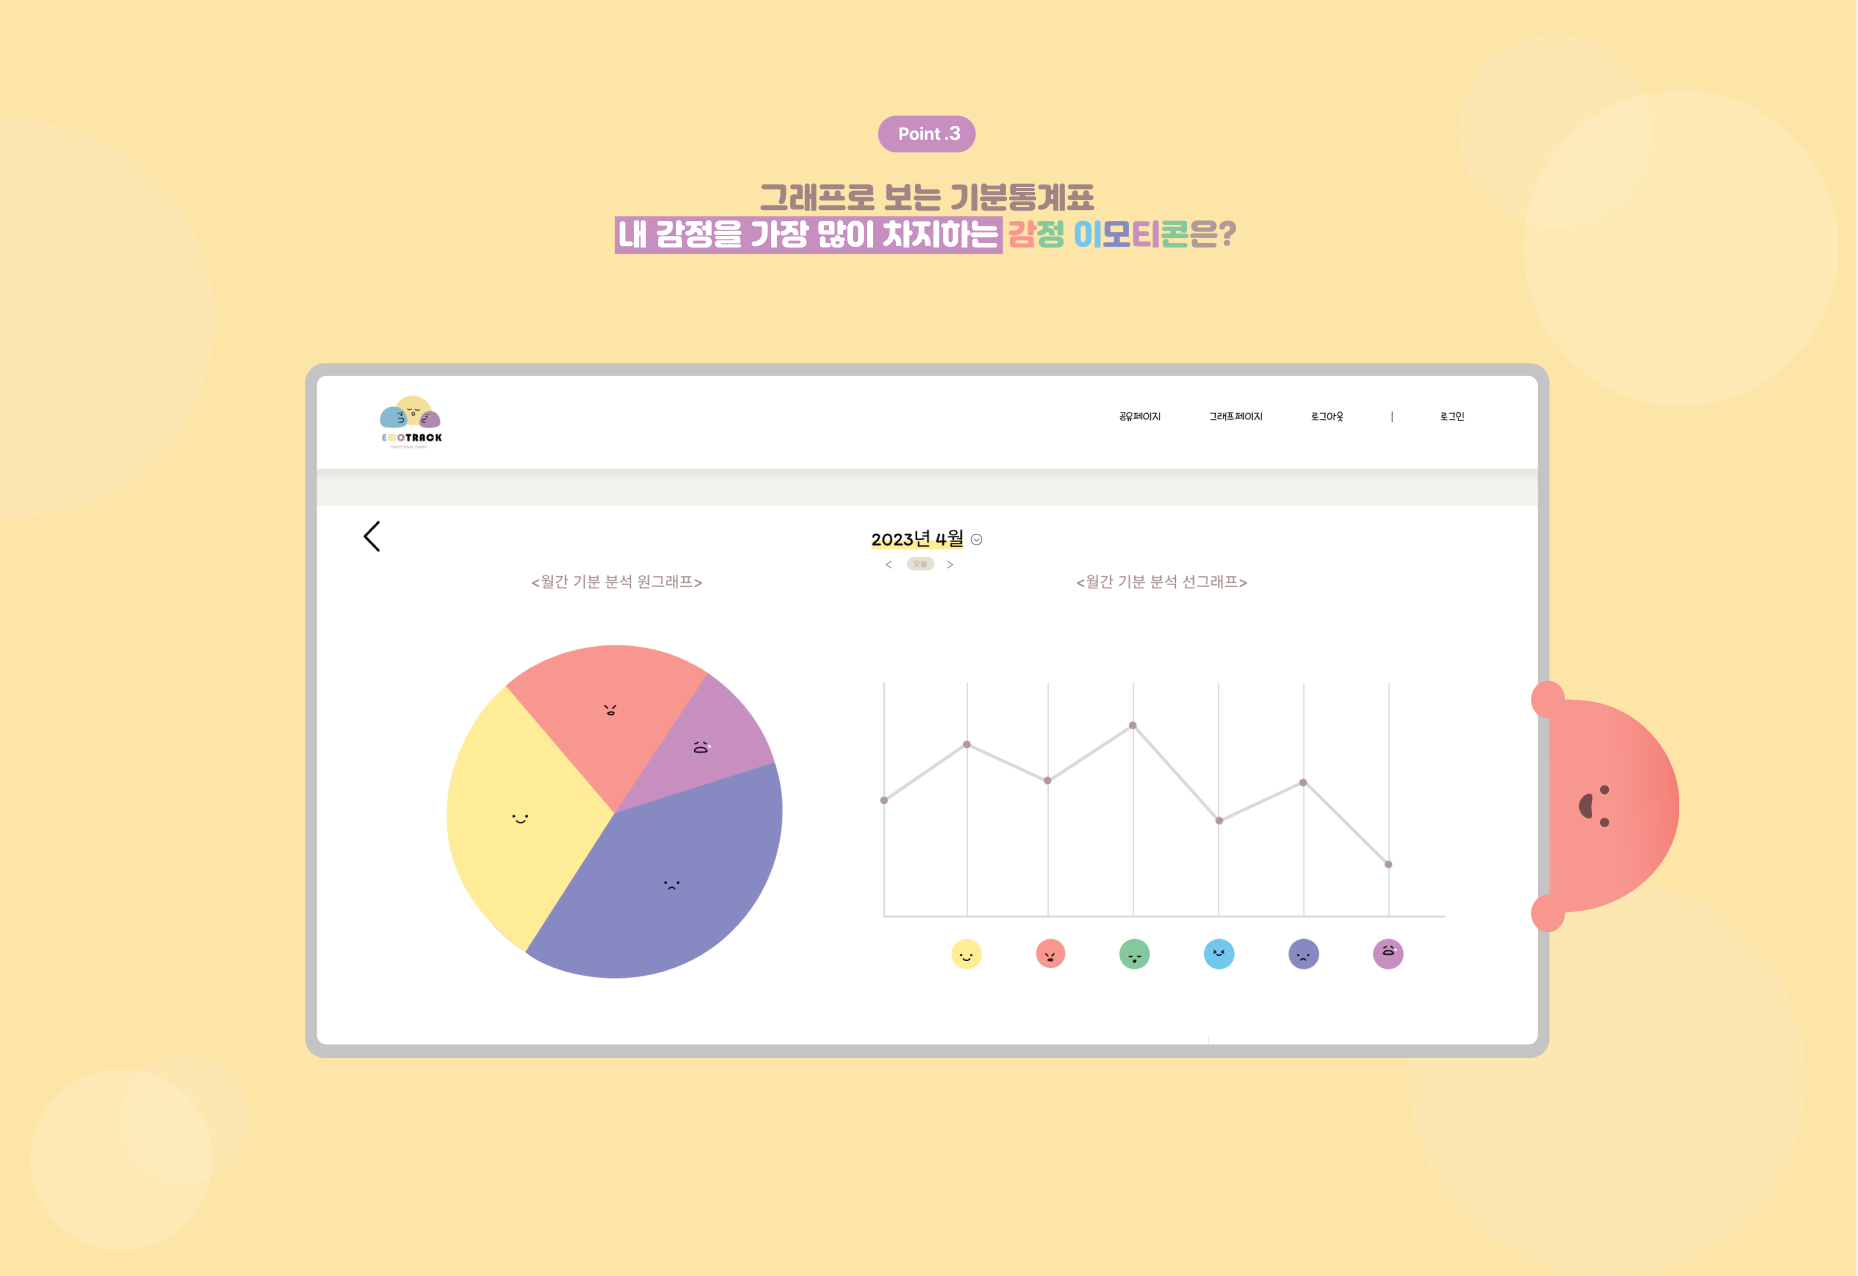 Point .3
그래프로 보는 기분통계표
내 감정을 가장 많이 차지하는 감정 이모티콘은?
EMOTRACK
공유페이지 그래프페이지 로그아웃 | 로그인
2023년 4월
< 오늘 >
<월간 기분 분석 원그래프>
<월간 기분 분석 선그래프>